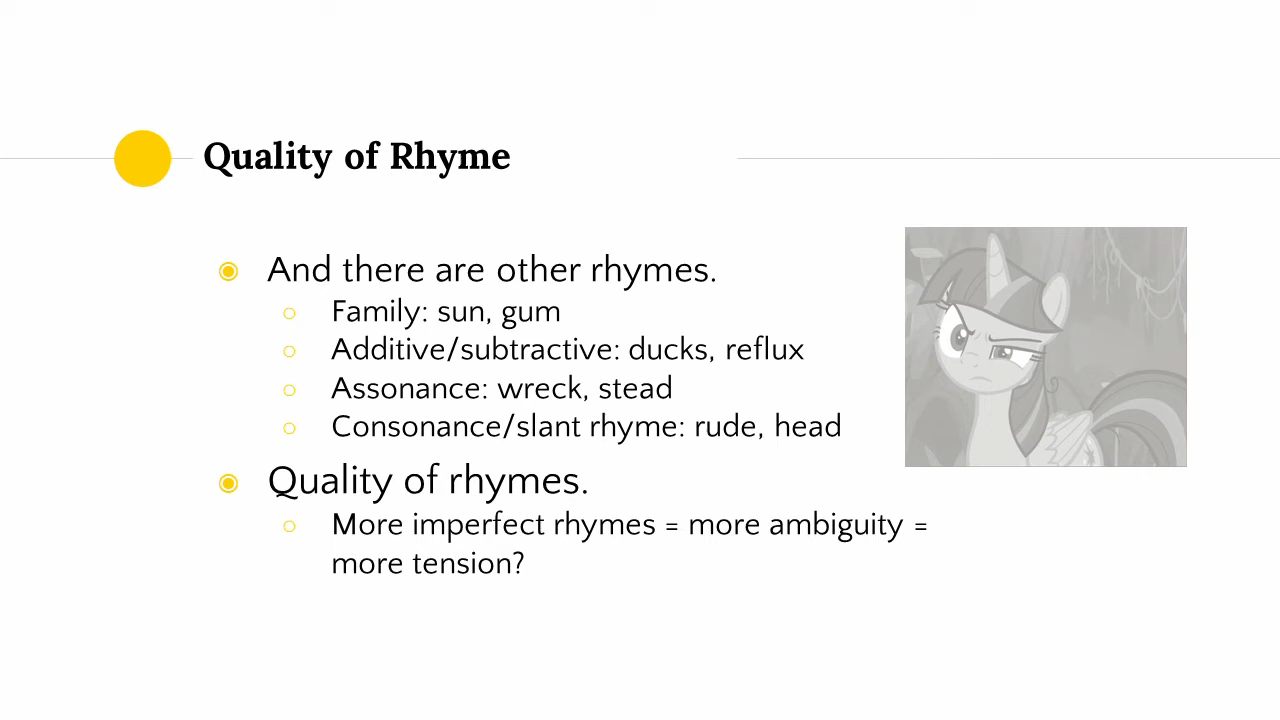 Quality of Rhyme
And there are other rhymes.
Family: sun, gum
Additive/subtractive: ducks, reflux
Assonance: wreck, stead
Consonance/slant rhyme: rude, head
Quality of rhymes.
More imperfect rhymes = more ambiguity =
more tension?